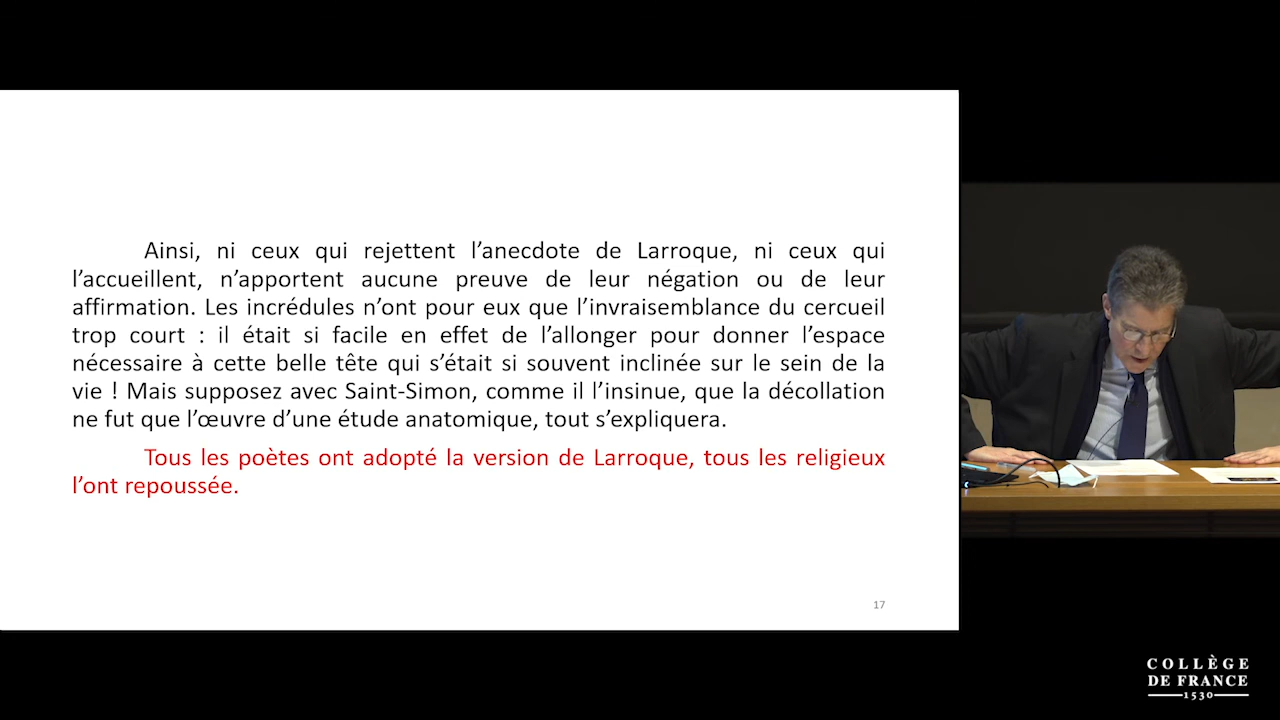 Ainsi, ni ceux qui rejettent l’anecdote de Larroque, ni ceux qui
l’accueillent, n’apportent aucune preuve de leur négation ou de leur
affirmation. Les incrédules n’ont pour eux que l’invraisemblance du cercueil
trop court : il était si facile en effet de l’allonger pour donner l’espace
nécessaire à cette belle tête qui s’était si souvent inclinée sur le sein de la
vie ! Mais supposez avec Saint-Simon, comme il l’insinue, que la décollation
ne fut que l’œuvre d’une étude anatomique, tout s’expliquera.
Tous les poètes ont adopté la version de Larroque, tous les religieux
l’ont repoussée.
17
COLLÈGE
DE FRANCE
1530